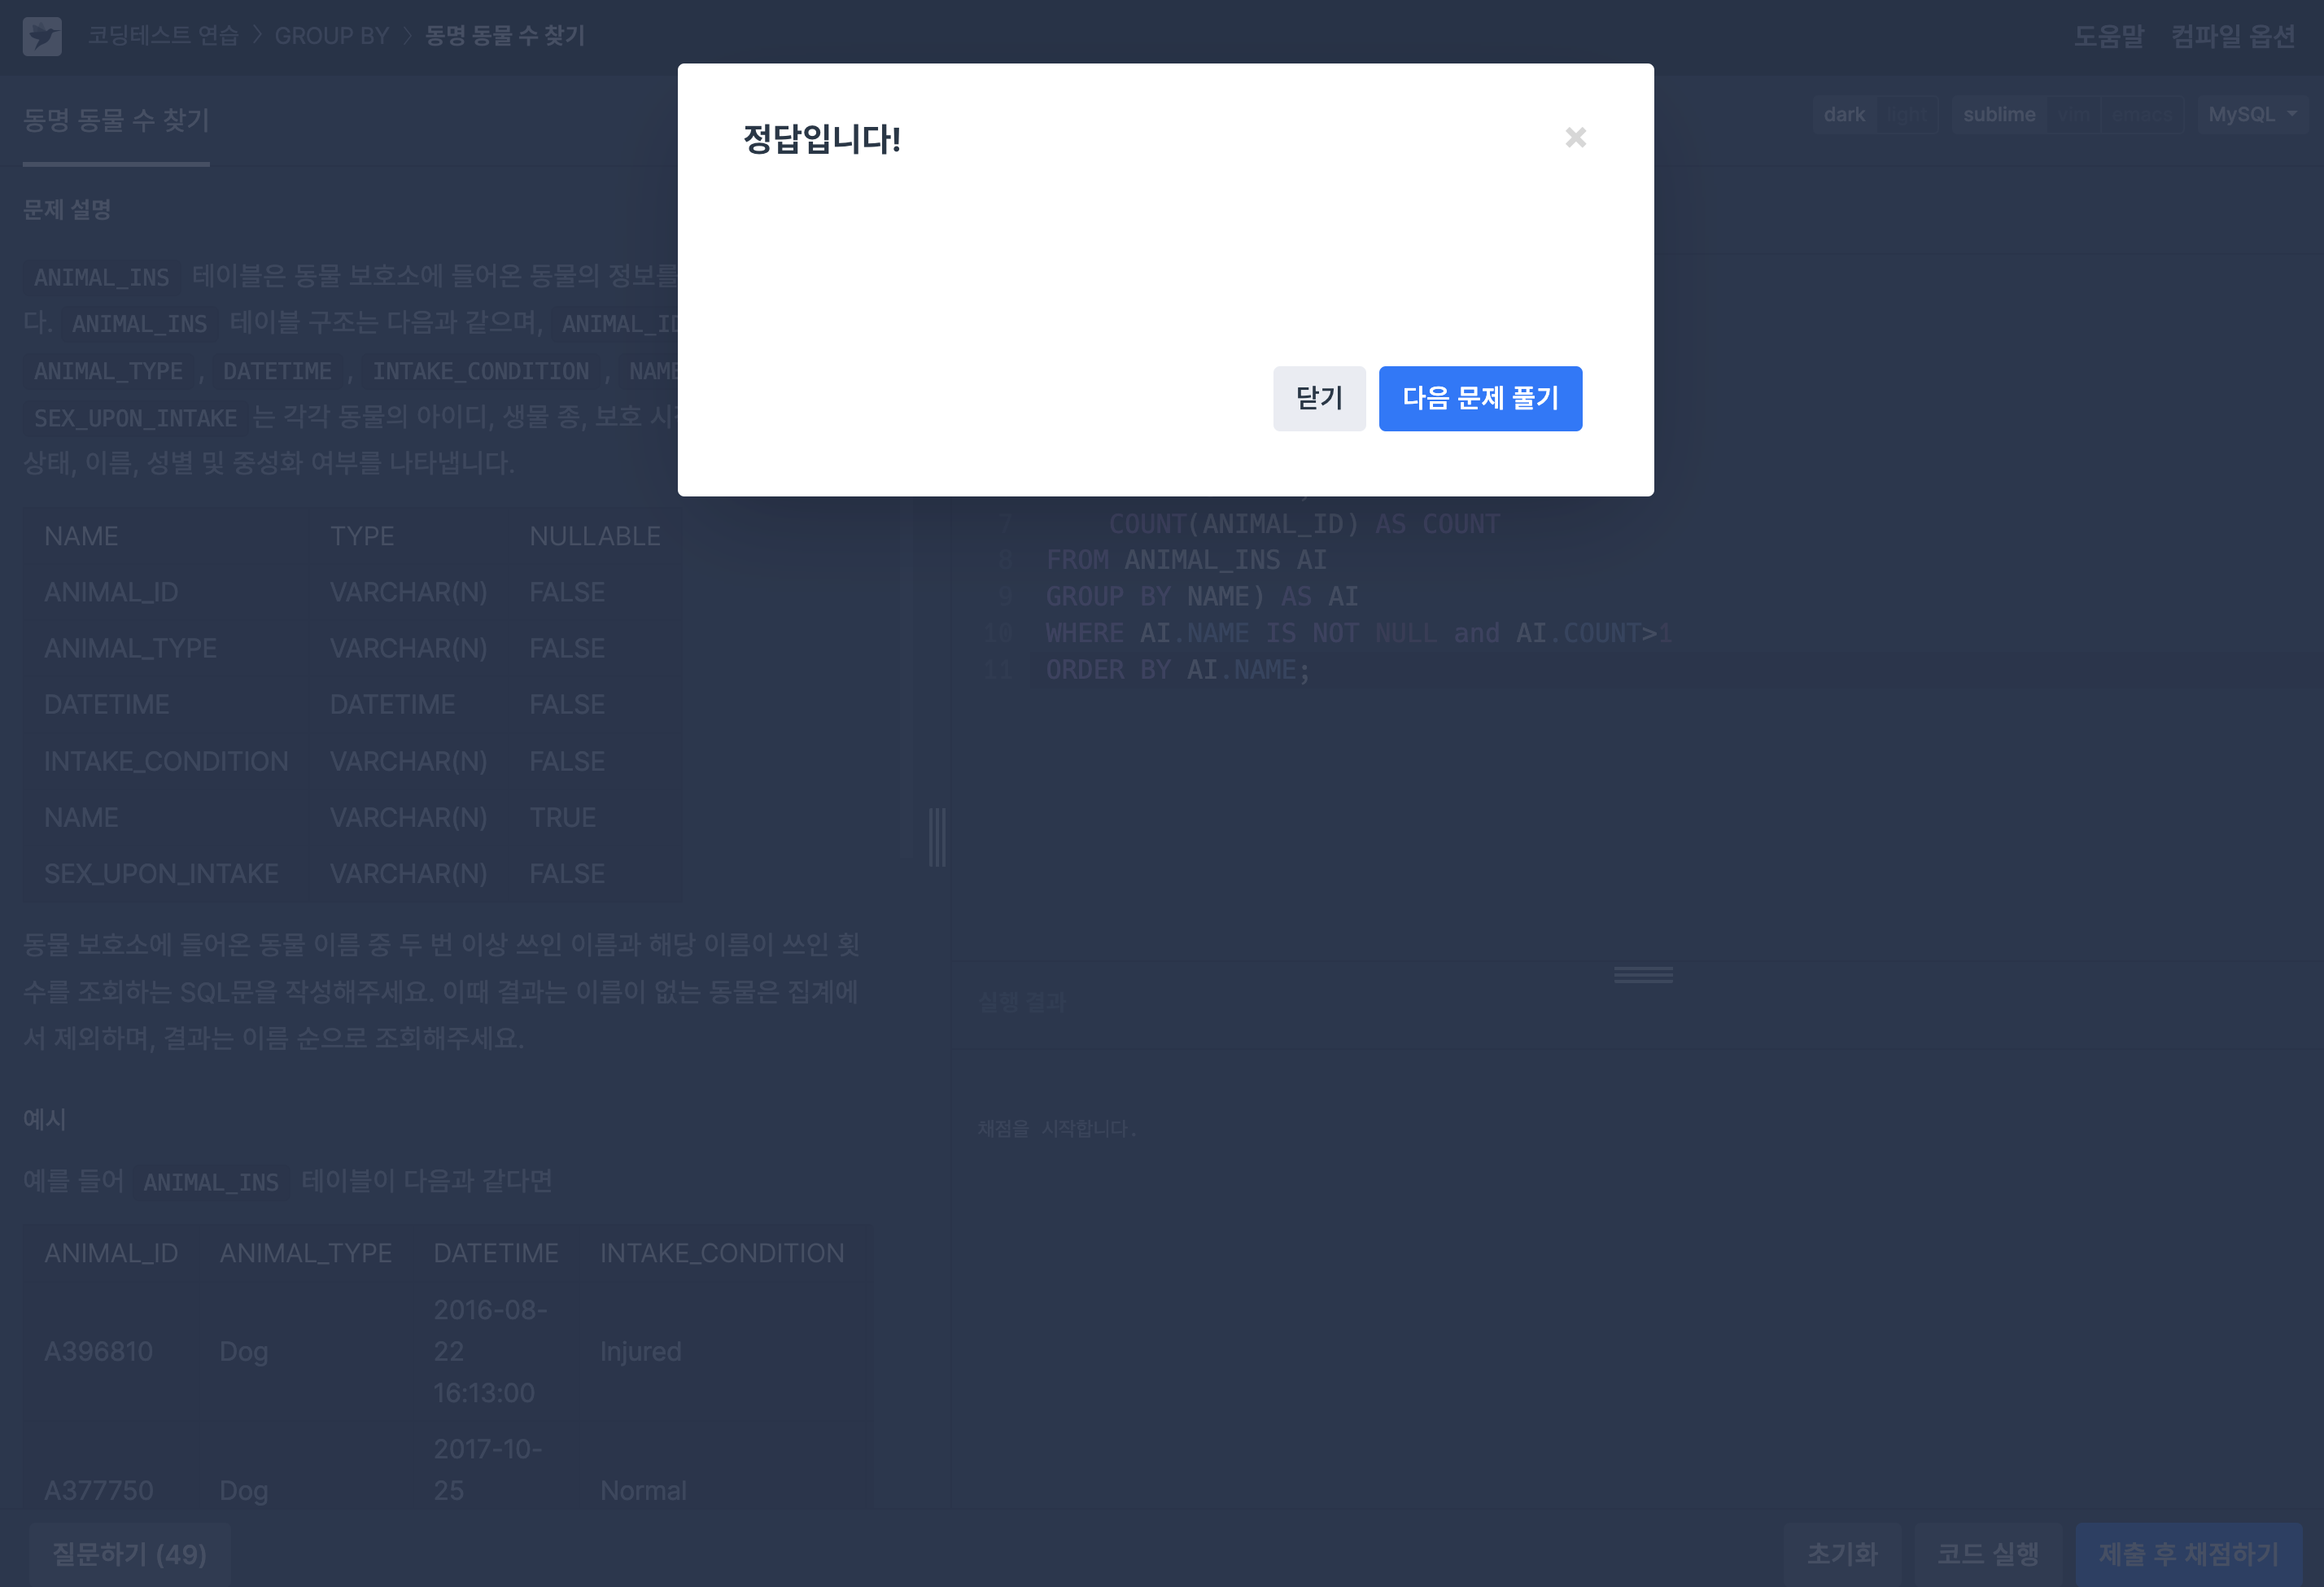 코딩테스트 연습 > GROUP BY > 동명 동물 수 찾기
도움말 컴파일 옵션
동명 동물 수 찾기
dark light sublime vim emacs MySQL
정답입니다!
닫기 다음 문제 풀기
문제 설명
ANIMAL_INS 테이블은 동물 보호소에 들어온 동물의 정보를
다. ANIMAL_INS 테이블 구조는 다음과 같으며, ANIMAL_ID
ANIMAL_TYPE , DATETIME , INTAKE_CONDITION , NAME
SEX_UPON_INTAKE 는 각각 동물의 아이디, 생물 종, 보호
상태, 이름, 성별 및 중성화 여부를 나타냅니다.
NAME TYPE NULLABLE
ANIMAL_ID VARCHAR(N) FALSE
ANIMAL_TYPE VARCHAR(N) FALSE
DATETIME DATETIME FALSE
INTAKE_CONDITION VARCHAR(N) FALSE
NAME VARCHAR(N) TRUE
SEX_UPON_INTAKE VARCHAR(N) FALSE
동물 보호소에 들어온 동물 이름 중 두 번 이상 쓰인 이름과 해당 이름이 쓰인 횟
수를 조회하는 SQL문을 작성해주세요. 이때 결과는 이름이 없는 동물은 집계에
서 제외하며, 결과는 이름 순으로 조회해주세요.
예시
예를 들어 ANIMAL_INS 테이블이 다음과 같다면
ANIMAL_ID ANIMAL_TYPE DATETIME INTAKE_CONDITION
A396810 Dog 2016-08-
22
16:13:00 Injured
A377750 Dog 2017-10-
25 Normal
7 COUNT(ANIMAL_ID) AS COUNT
8 FROM ANIMAL_INS AI
9 GROUP BY NAME) AS AI
10 WHERE AI.NAME IS NOT NULL and AI.COUNT>1
11 ORDER BY AI.NAME;
실행 결과
채점을 시작합니다.
질문하기 (49)
초기화 코드 실행 제출 후 채점하기